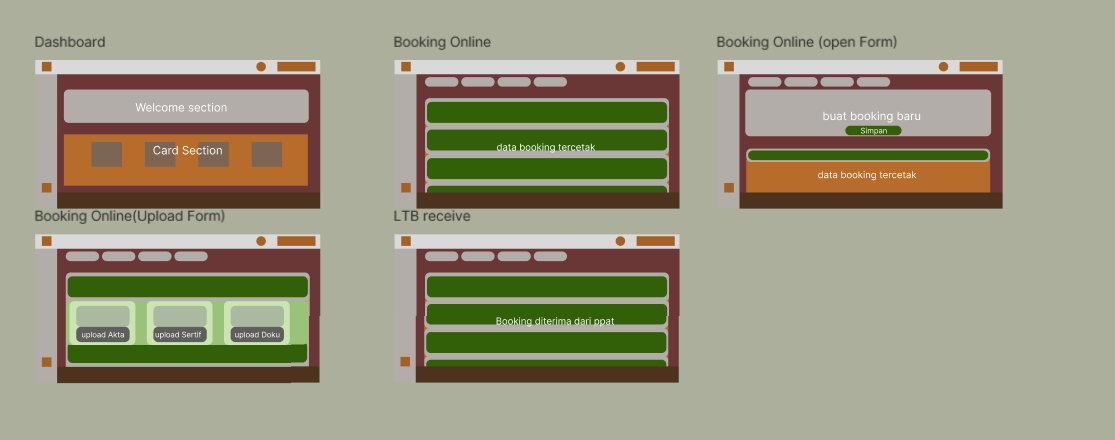 Dashboard
Booking Online
Booking Online (open Form)
Welcome section
Card Section
data booking tercetak
buat booking baru
Simpan
data booking tercetak
Booking Online(Upload Form)
LTB receive
upload Akta
upload Sertif
upload Doku
Booking diterima dari ppat